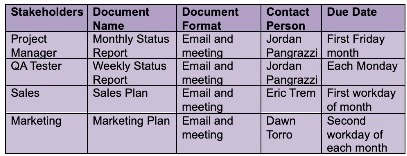 Stakeholders Document Name Document Format Contact Person Due Date
Project Manager Monthly Status Report Email and meeting Jordan Pangrazzi First Friday month
QA Tester Weekly Status Report Email and meeting Jordan Pangrazzi Each Monday
Sales Sales Plan Email and meeting Eric Trem First workday of month
Marketing Marketing Plan Email and meeting Dawn Torro Second workday of each month